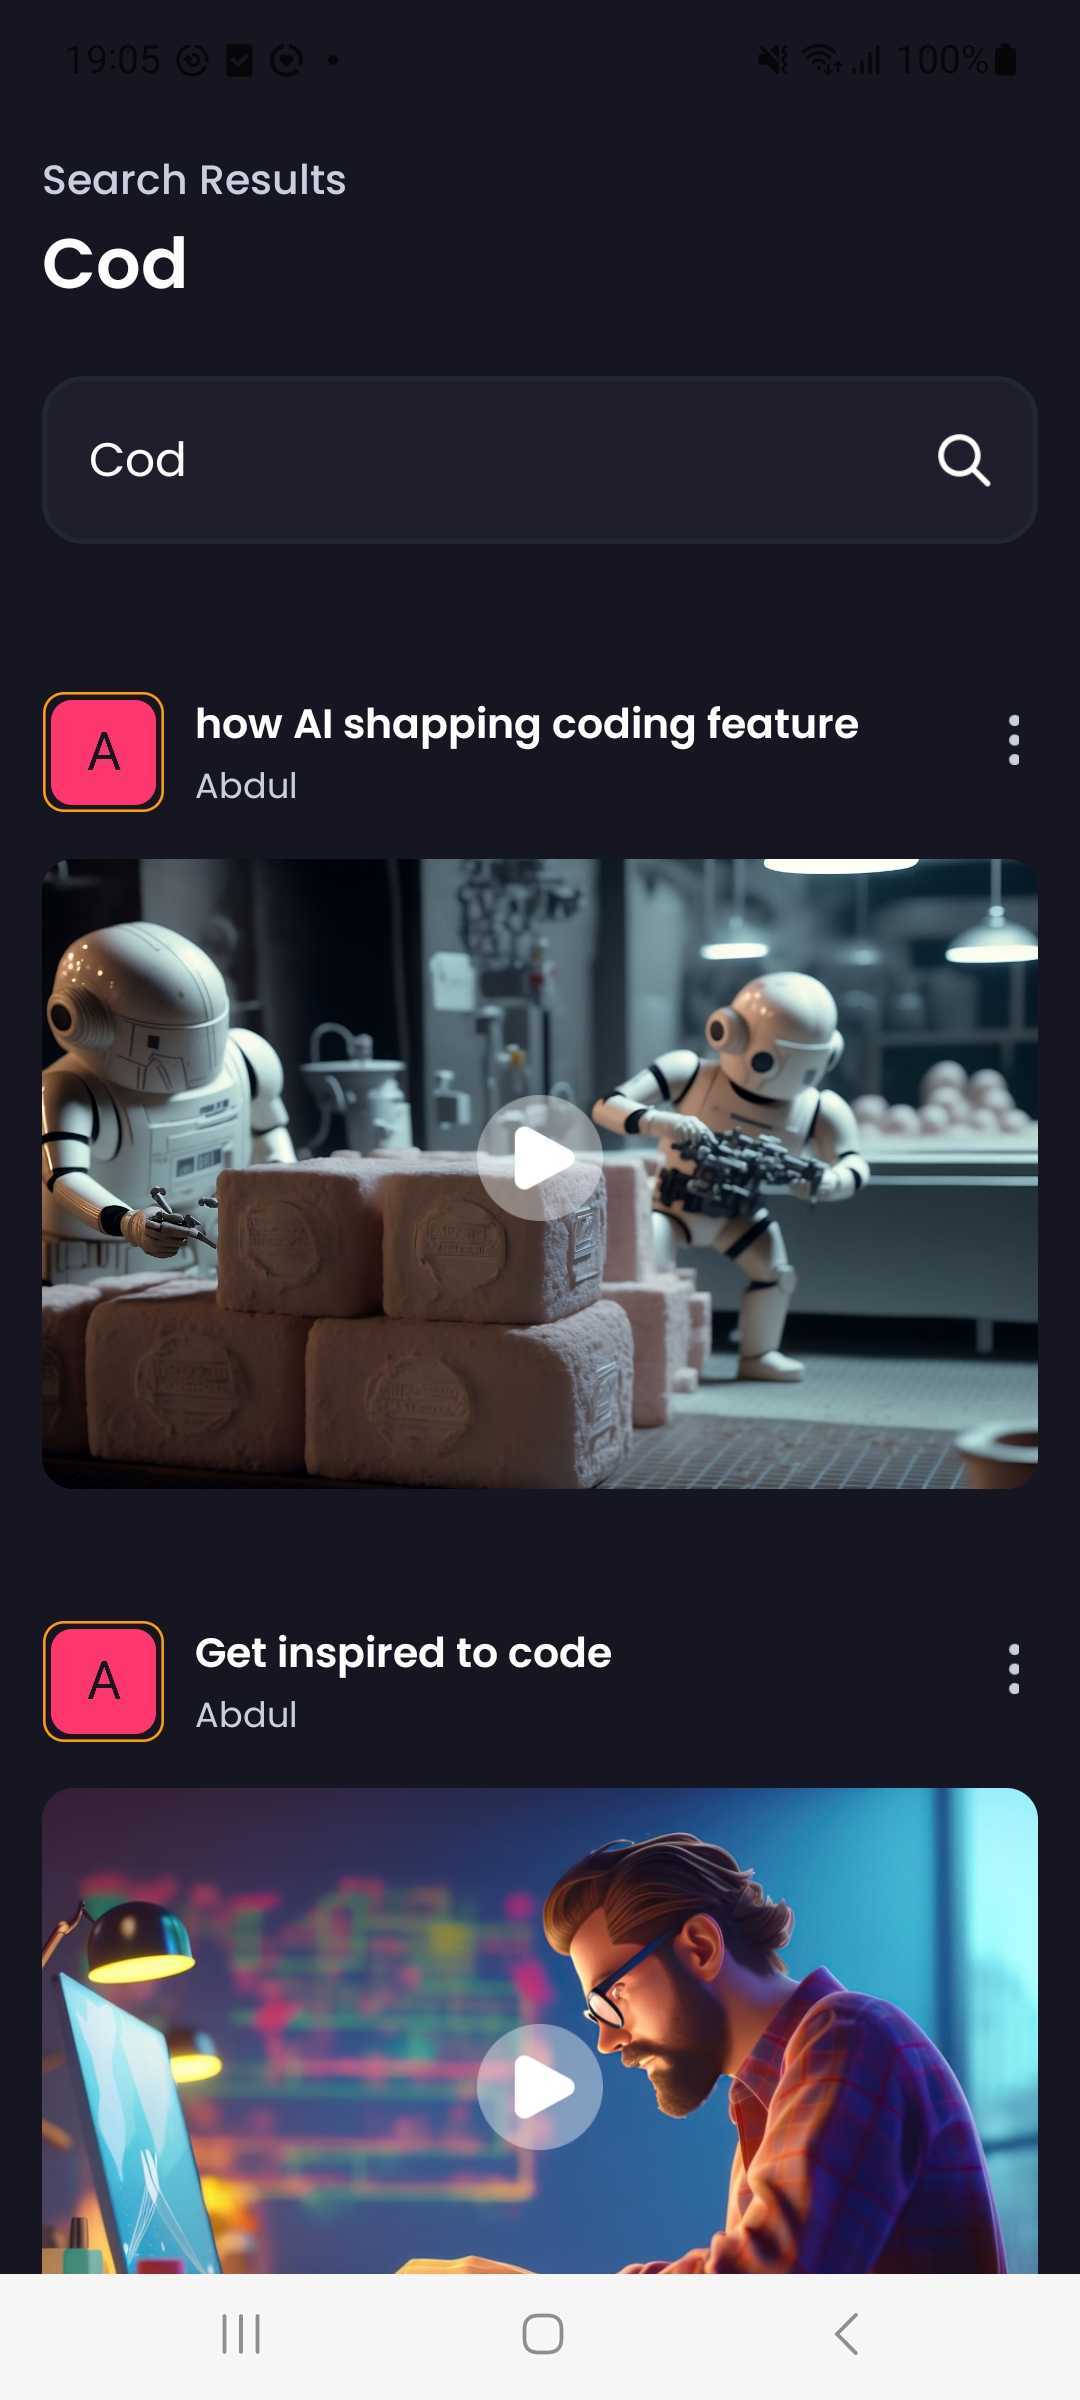 19:05 100%
Search Results
Cod
Cod
A how AI shapping coding feature
Abdul
A Get inspired to code
Abdul